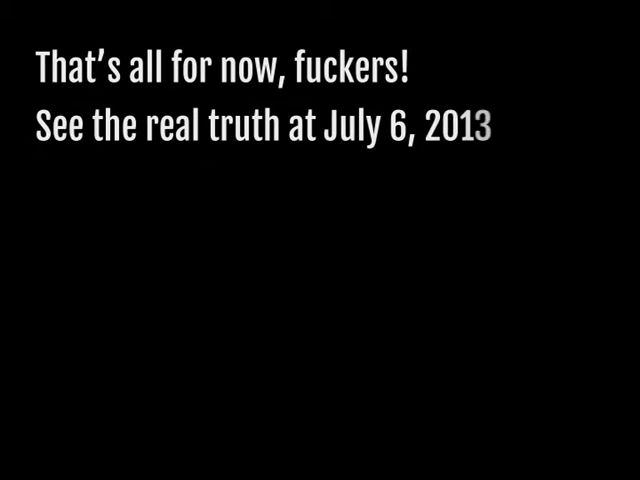 That’s all for now, fuckers!
See the real truth at July 6, 2013